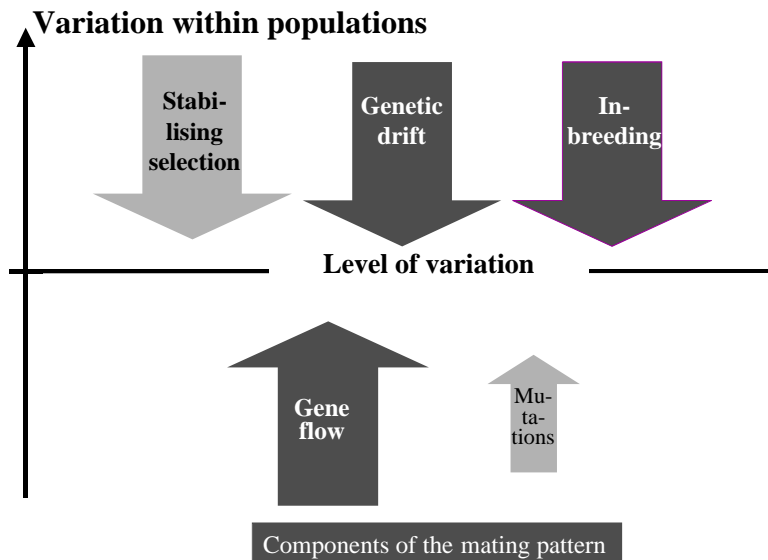 Variation within populations
Stabi-
lising
selection
Genetic
drift
In-
breeding
Level of variation
Gene
flow
Mu-
ta-
tions
Components of the mating pattern